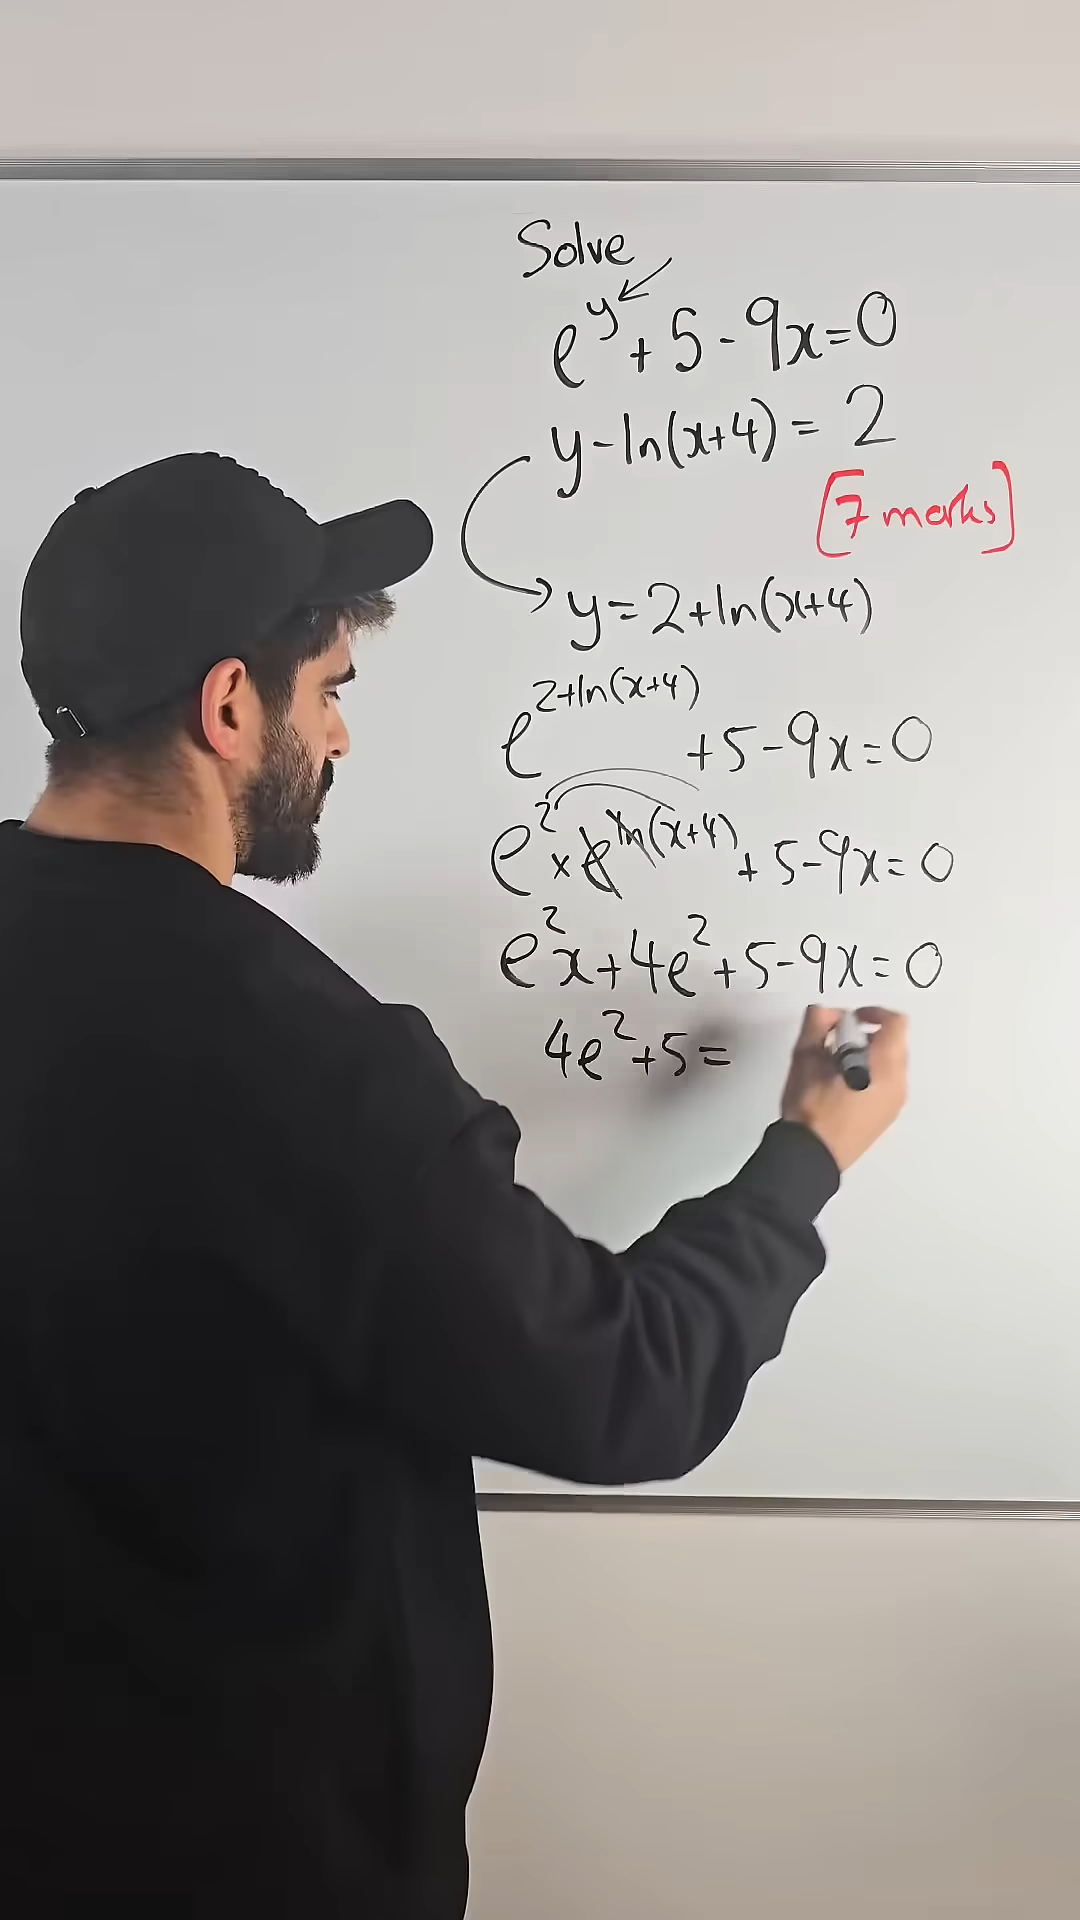 Solve
e^y + 5 - 9x = 0
y - ln(x+4) = 2
[7 marks]
y = 2 + ln(x+4)
e^{2+ln(x+4)} + 5 - 9x = 0
e^2 × e^{ln(x+4)} + 5 - 9x = 0
e^2x + 4e^2 + 5 - 9x = 0
4e^2 + 5 =